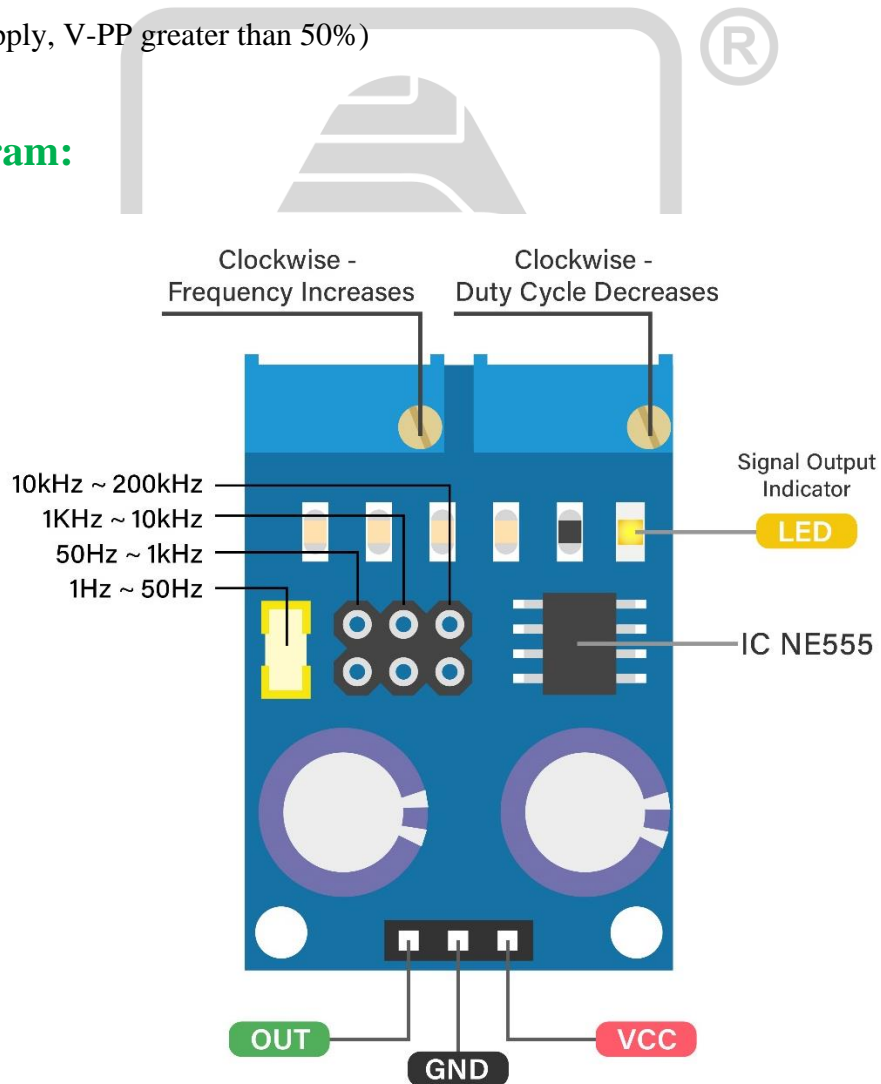 pply, V-PP greater than 50%)
®
ram:
Clockwise -
Frequency Increases
Clockwise -
Duty Cycle Decreases
10kHz ~ 200kHz
1KHz ~ 10kHz
50Hz ~ 1kHz
1Hz ~ 50Hz
Signal Output
Indicator
LED
IC NE555
OUT
GND
VCC